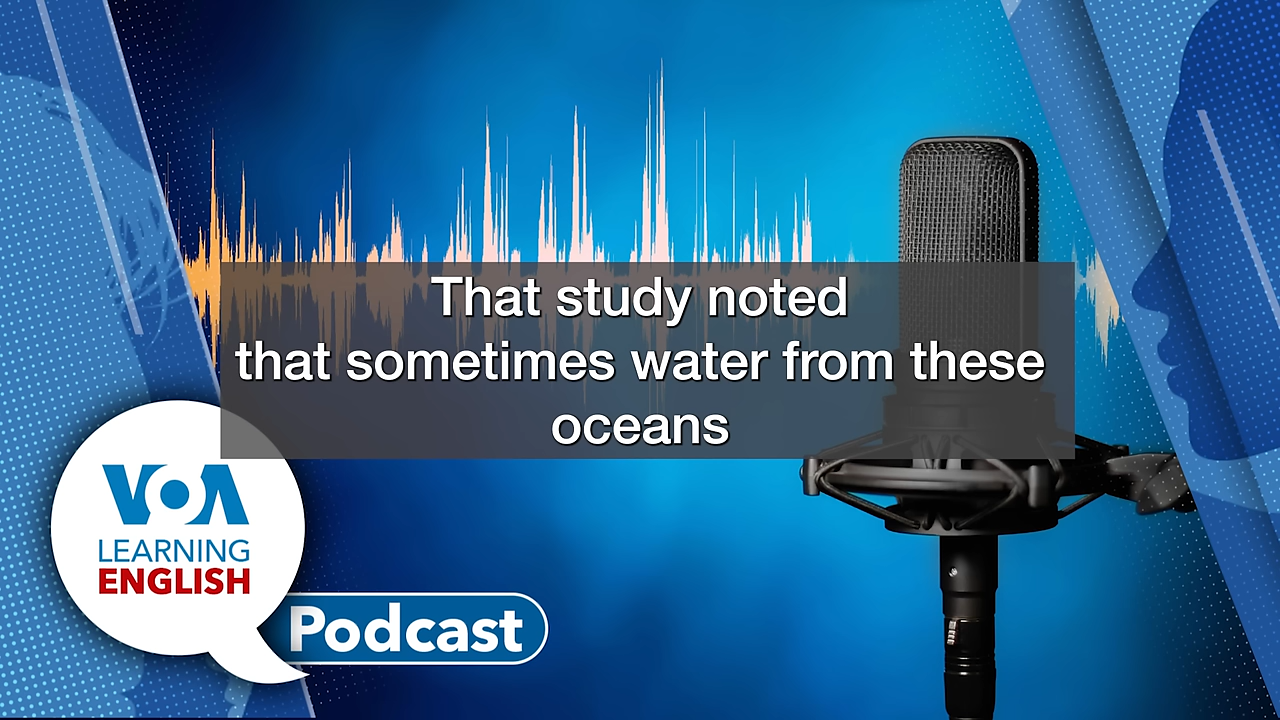 That study noted
that sometimes water from these
oceans
VOA
LEARNING
ENGLISH
Podcast